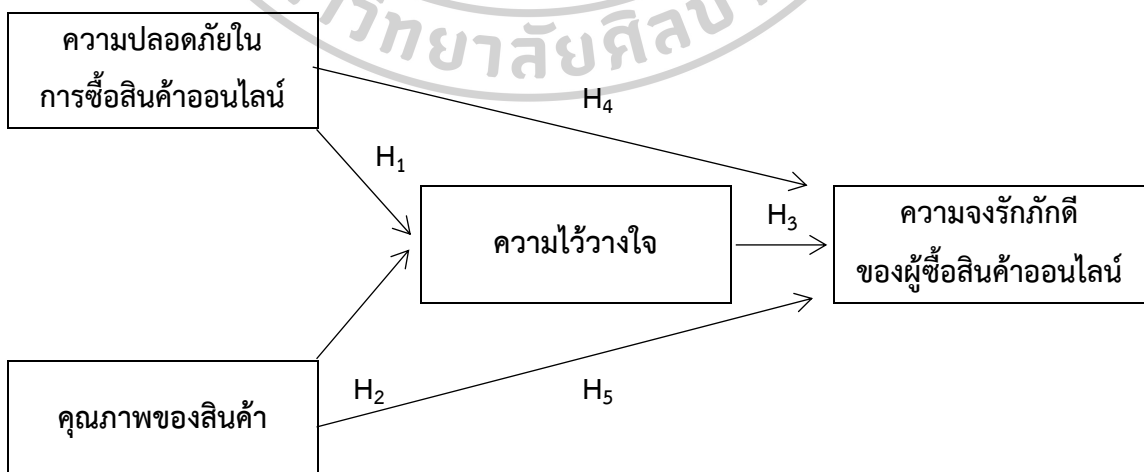 ความปลอดภัยใน
การซื้อสินค้าออนไลน์
H₄
H₁
ความไว้วางใจ
H₃
ความจงรักภักดี
ของผู้ซื้อสินค้าออนไลน์
คุณภาพของสินค้า
H₂
H₅